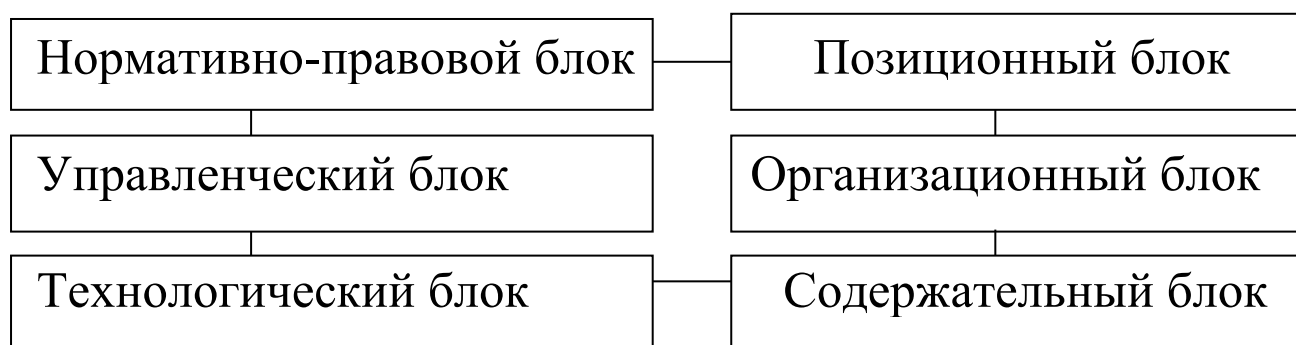 Нормативно-правовой блок
Позиционный блок
Управленческий блок
Организационный блок
Технологический блок
Содержательный блок